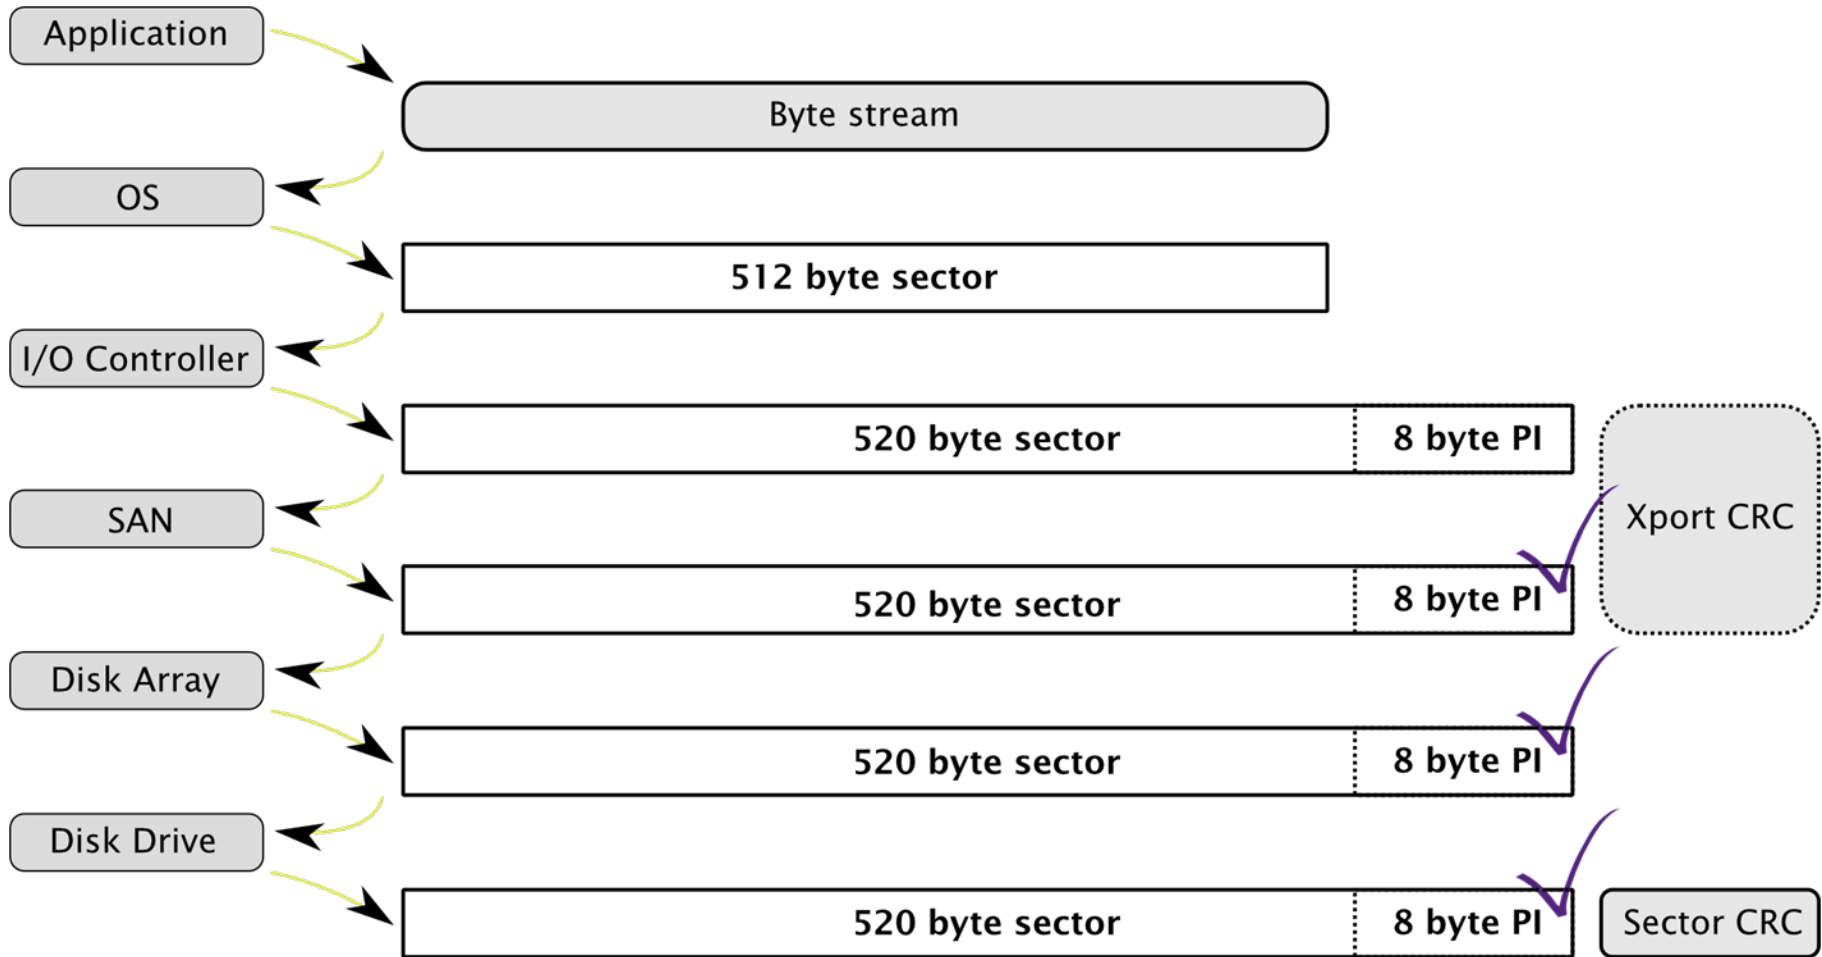 Application
Byte stream
OS
512 byte sector
I/O Controller
520 byte sector 8 byte PI
SAN
Xport CRC
520 byte sector 8 byte PI
Disk Array
520 byte sector 8 byte PI
Disk Drive
520 byte sector 8 byte PI
Sector CRC